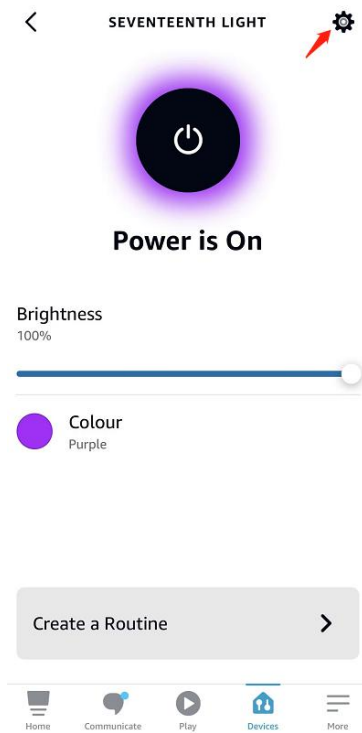 SEVENTEENTH LIGHT
Power is On
Brightness
100%
Colour
Purple
Create a Routine
Home Communicate Play Devices More